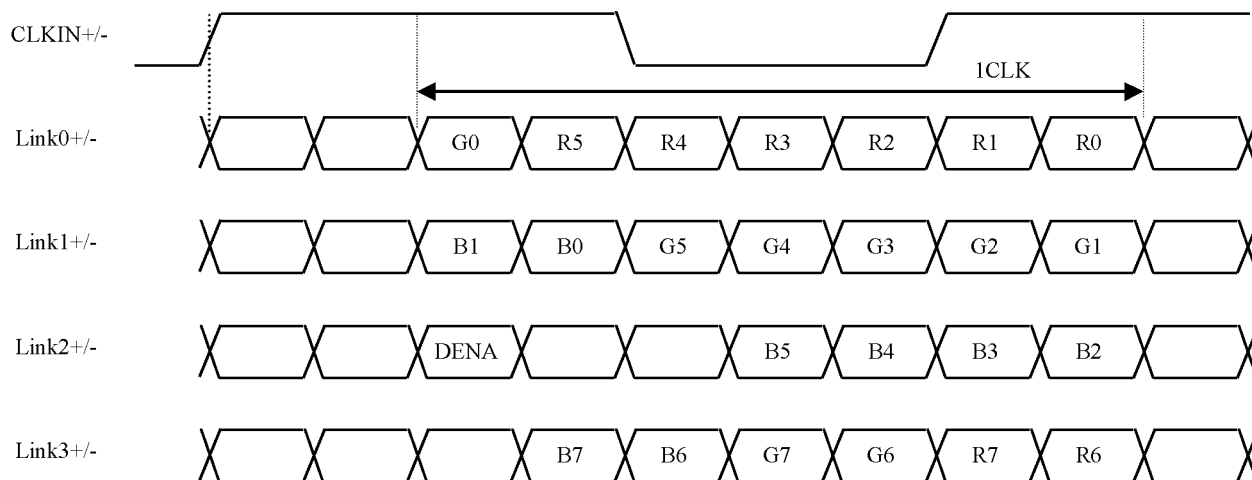 CLKIN+/-
1CLK
Link0+/- G0 R5 R4 R3 R2 R1 R0
Link1+/- B1 B0 G5 G4 G3 G2 G1
Link2+/- DENA B5 B4 B3 B2
Link3+/- B7 B6 G7 G6 R7 R6